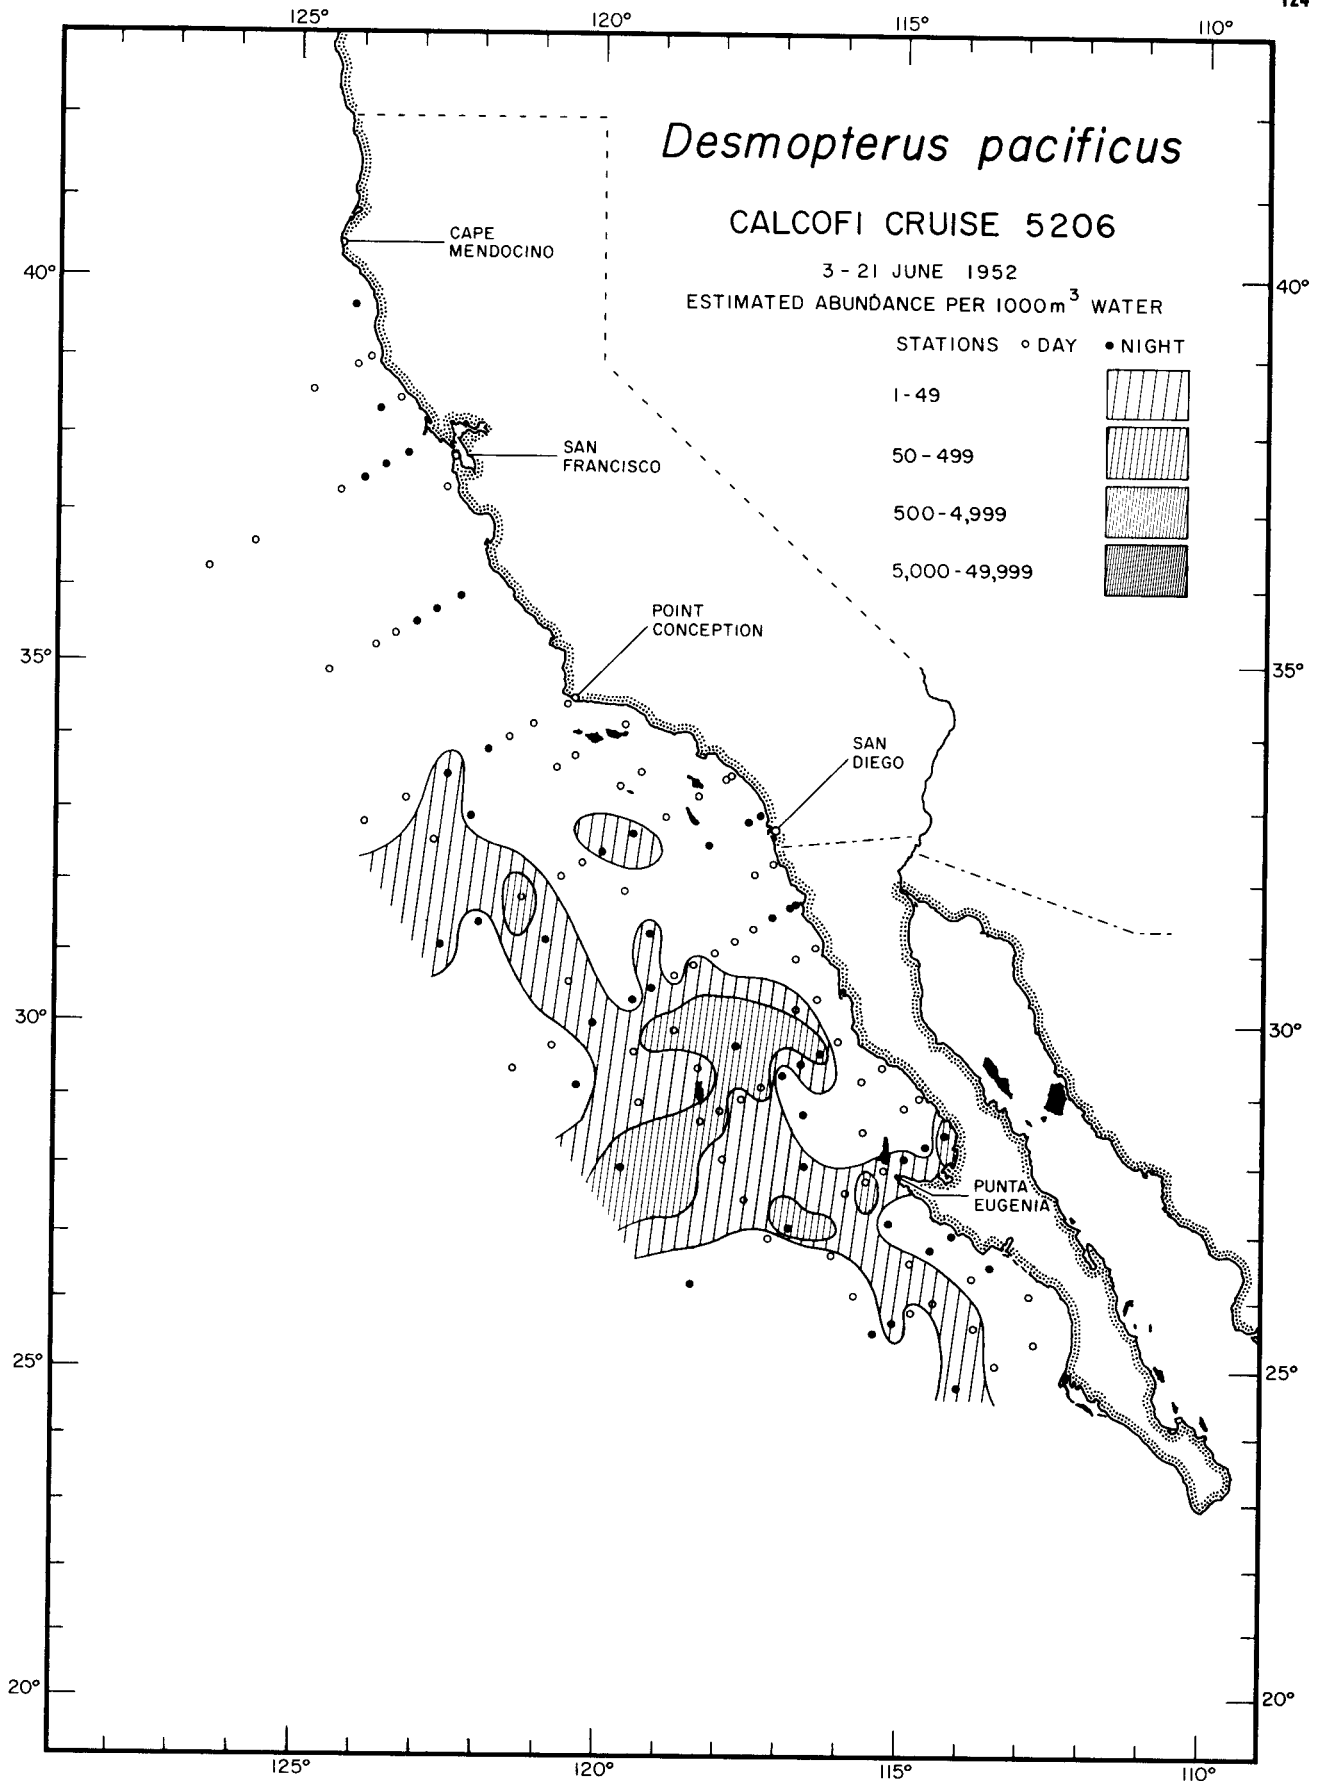 124
125° 120° 115° 110°
Desmopterus pacificus
CALCOFI CRUISE 5206
3-21 JUNE 1952
ESTIMATED ABUNDANCE PER 1000m³ WATER
STATIONS ○ DAY ● NIGHT
1-49
50-499
500-4,999
5,000-49,999
CAPE
MENDOCINO
40° 40°
SAN
FRANCISCO
POINT
CONCEPTION
35° 35°
SAN
DIEGO
30° 30°
PUNTA
EUGENIA
25° 25°
20° 20°
125° 120° 115° 110°